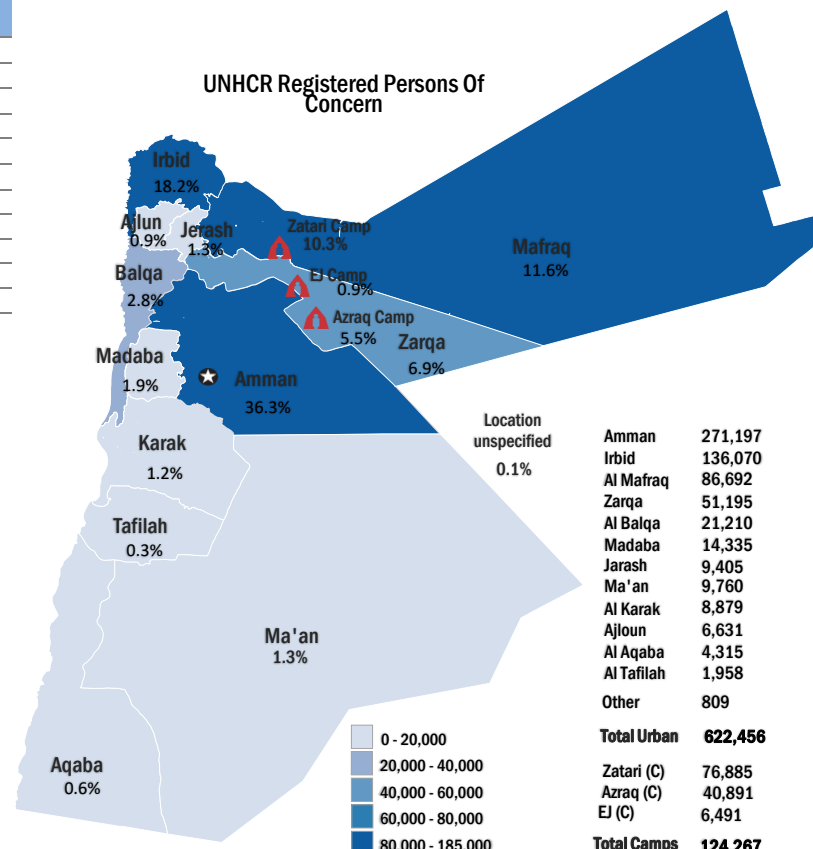 UNHCR Registered Persons Of
Concern
Irbid
18.2%
Ajlun
0.9%
Jerash
1.3%
Zatari Camp
10.3%
Mafraq
11.6%
EJ Camp
0.9%
Balqa
2.8%
Azraq Camp
5.5%
Zarqa
6.9%
Madaba
1.9%
Amman
36.3%
Karak
1.2%
Location
unspecified
0.1%
Tafilah
0.3%
Ma'an
1.3%
Aqaba
0.6%
Amman 271,197
Irbid 136,070
Al Mafraq 86,692
Zarqa 51,195
Al Balqa 21,210
Madaba 14,335
Jarash 9,405
Ma'an 9,760
Al Karak 8,879
Ajloun 6,631
Al Aqaba 4,315
Al Tafilah 1,958
Other 809
Total Urban 622,456
Zatari (C) 76,885
Azraq (C) 40,891
EJ (C) 6,491
Total Camps 124,267
0 - 20,000
20,000 - 40,000
40,000 - 60,000
60,000 - 80,000
80,000 - 185,000